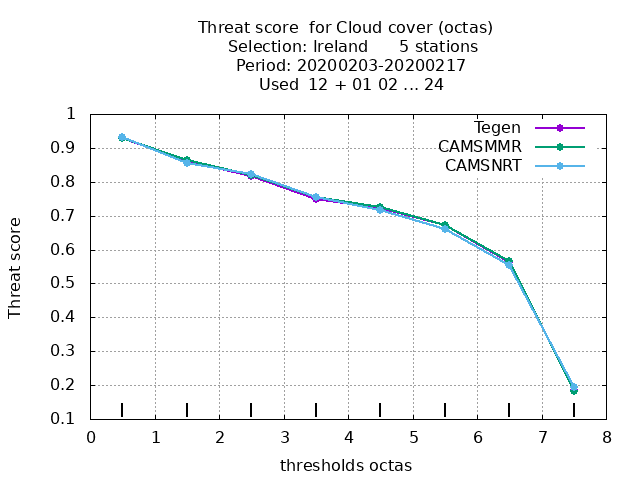 Threat score  for Cloud cover (octas)
Selection: Ireland      5 stations
Period: 20200203-20200217
Used  12 + 01 02 ... 24
Tegen
CAMSMMR
CAMSNRT
1
0.9
0.8
0.7
0.6
0.5
0.4
0.3
0.2
0.1
Threat score
0 1 2 3 4 5 6 7 8
thresholds octas